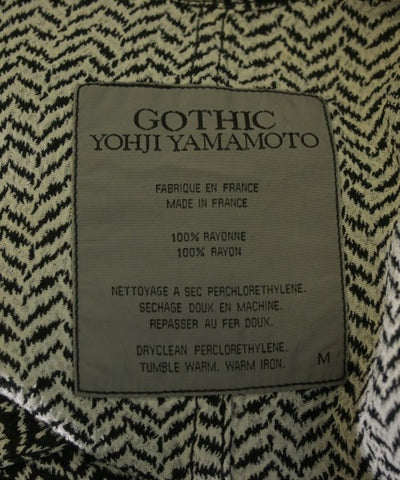 GOTHIC
YOHJI YAMAMOTO
FABRIQUE EN FRANCE
MADE IN FRANCE
100% RAYONNE
100% RAYON
NETTOYAGE A SEC PERCHLORETHYLENE.
SECHAGE DOUX EN MACHINE.
REPASSER AU FER DOUX.
DRYCLEAN PERCLORETHYLENE.
TUMBLE WARM, WARM IRON.
M